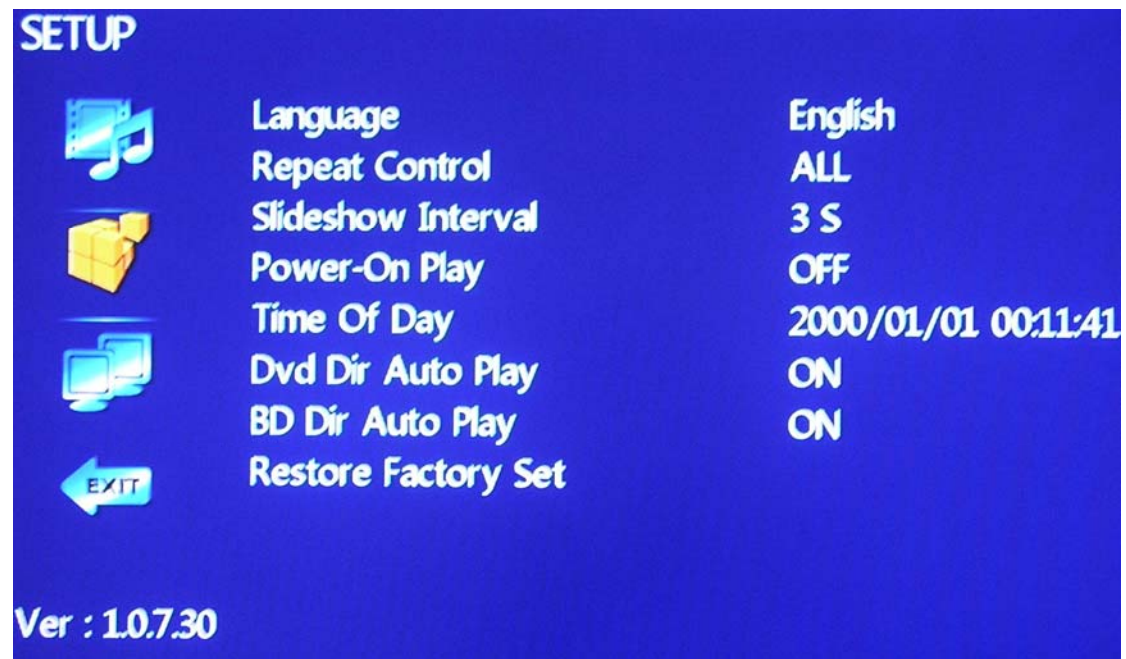 SETUP
Language English
Repeat Control ALL
Slideshow Interval 3 S
Power-On Play OFF
Time Of Day 2000/01/01 00:11:41
Dvd Dir Auto Play ON
BD Dir Auto Play ON
EXIT
Restore Factory Set
Ver : 1.0.7.30